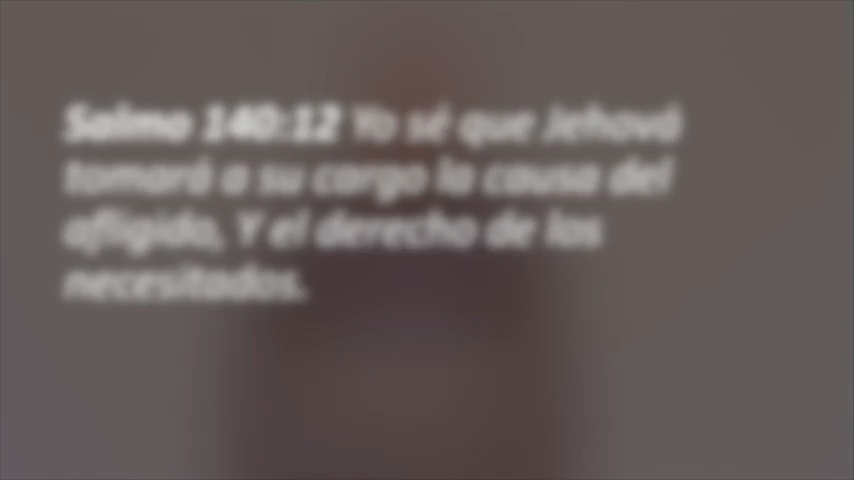 Salmo 140:12 Yo sé que Jehová
tomará a su cargo la causa del
afligido, Y el derecho de los
necesitados.